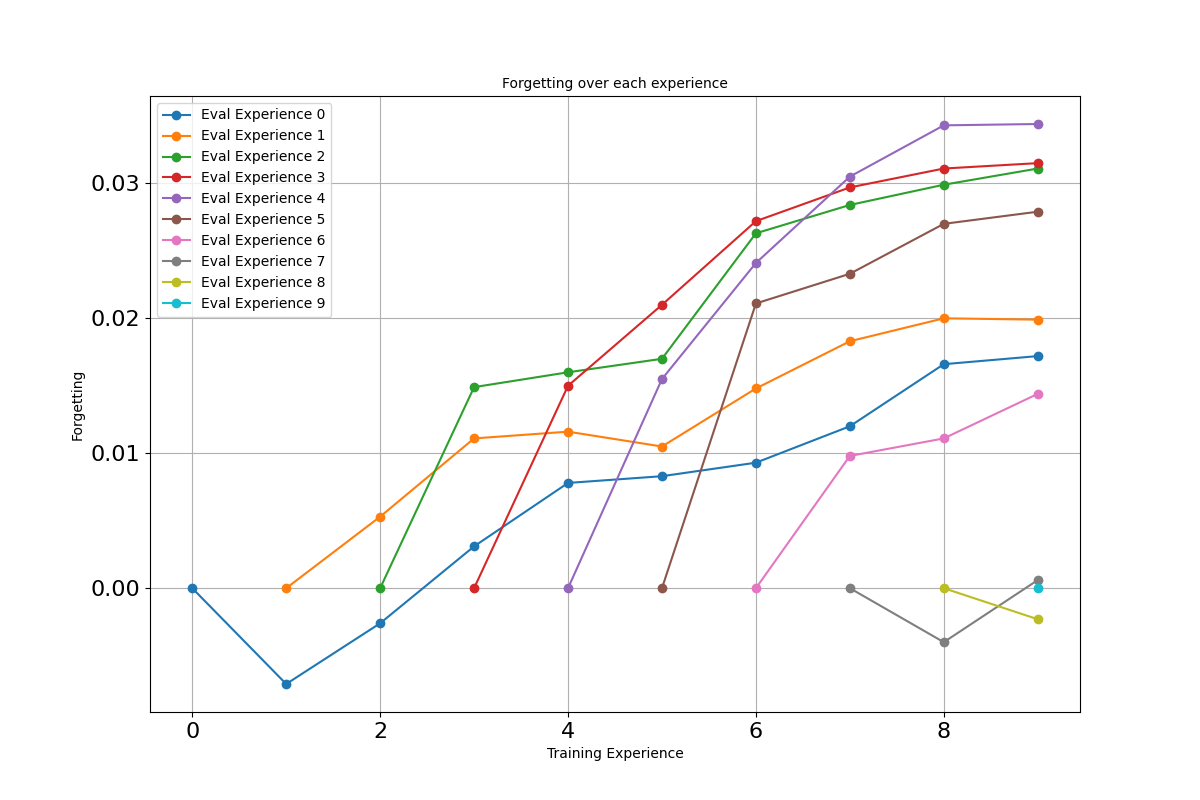 Forgetting over each experience
Eval Experience 0
Eval Experience 1
Eval Experience 2
Eval Experience 3
Eval Experience 4
Eval Experience 5
Eval Experience 6
Eval Experience 7
Eval Experience 8
Eval Experience 9
0.03
0.02
0.01
0.00
Forgetting
0 2 4 6 8
Training Experience